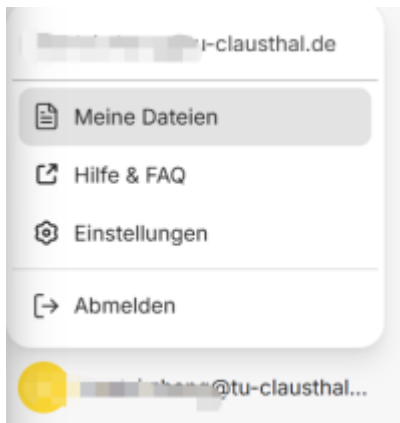 u-clausthal.de
Meine Dateien
Hilfe & FAQ
Einstellungen
Abmelden
@tu-clausthal...